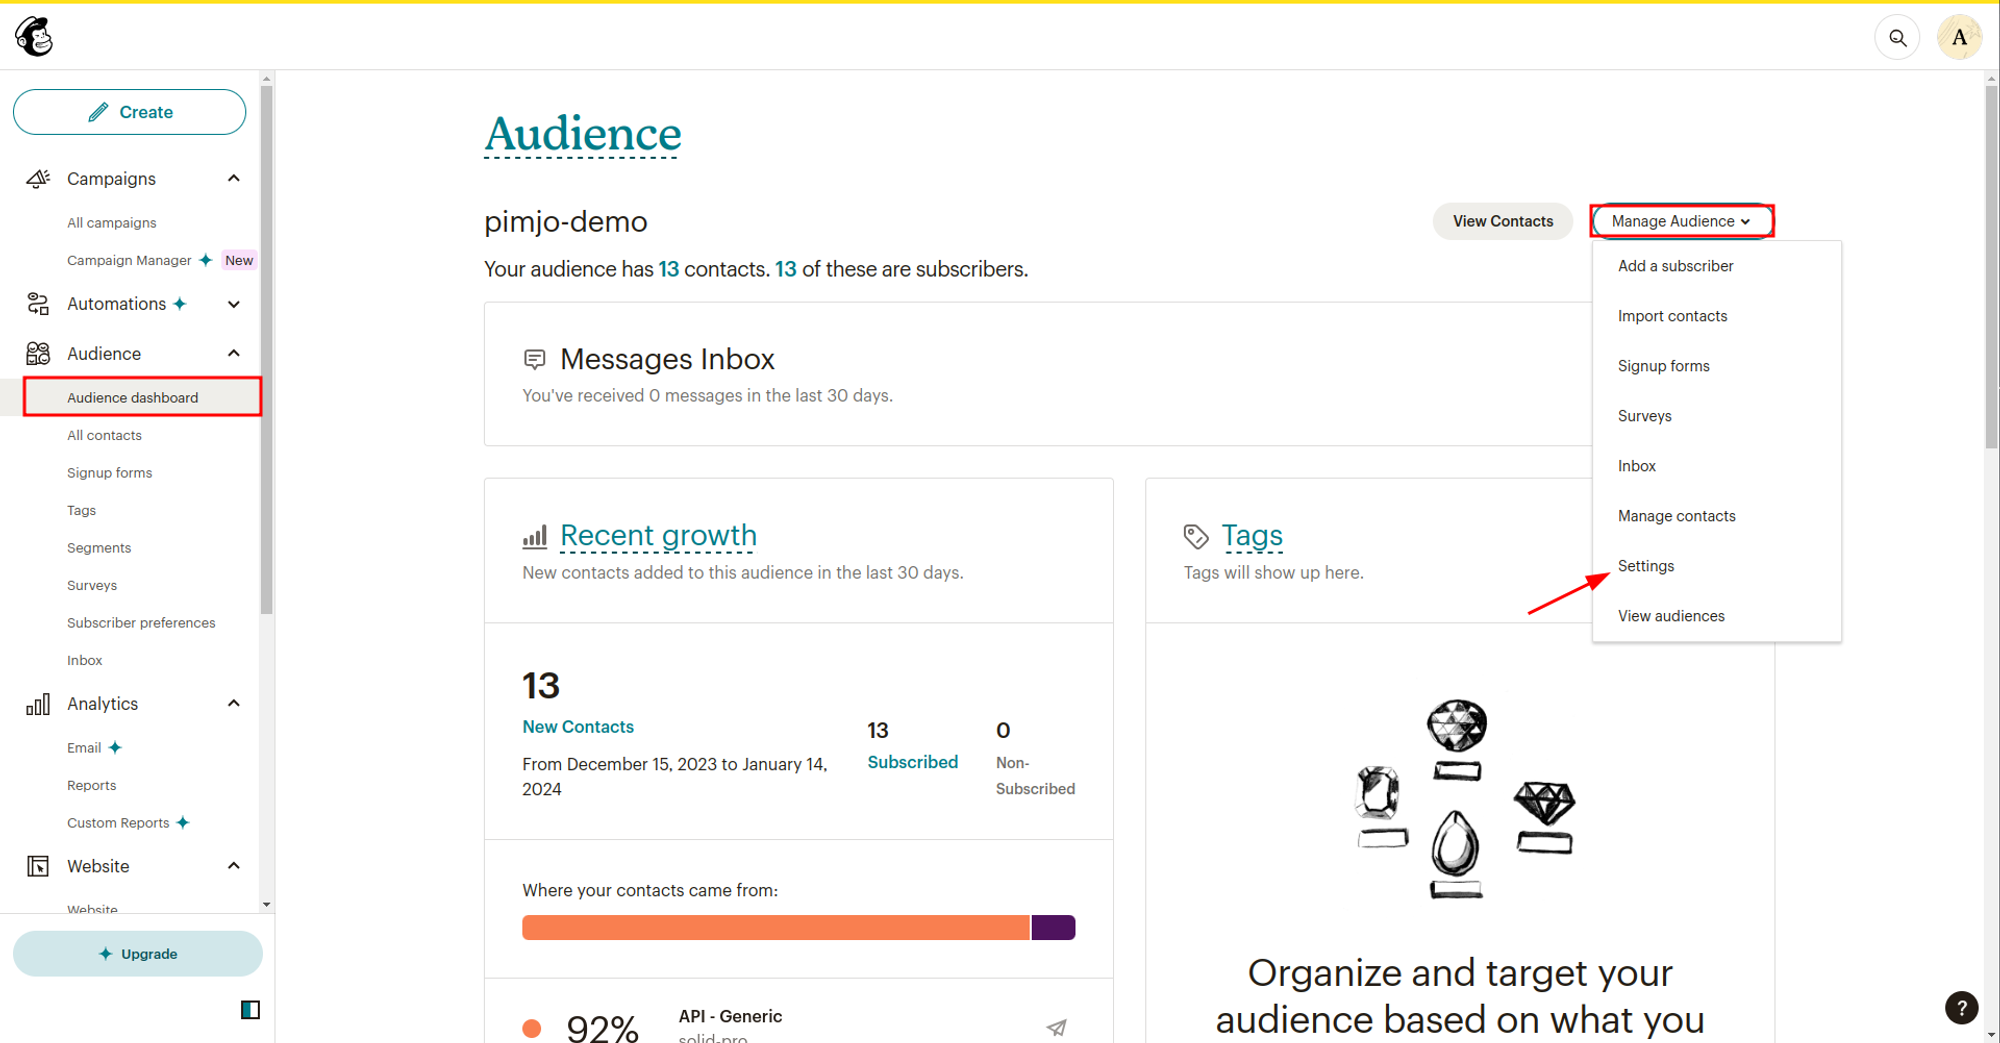 A
Create
Campaigns
All campaigns
Campaign Manager New
Automations
Audience
Audience dashboard
All contacts
Signup forms
Tags
Segments
Surveys
Subscriber preferences
Inbox
Analytics
Email
Reports
Custom Reports
Website
Website
Upgrade
Audience
pimjo-demo
View Contacts
Manage Audience
Your audience has 13 contacts. 13 of these are subscribers.
Add a subscriber
Import contacts
Signup forms
Surveys
Inbox
Manage contacts
Settings
View audiences
Messages Inbox
You've received 0 messages in the last 30 days.
Recent growth
New contacts added to this audience in the last 30 days.
13
New Contacts
From December 15, 2023 to January 14,
2024
13
Subscribed
0
Non-
Subscribed
Where your contacts came from:
92%
API - Generic
solid-pro
Tags
Tags will show up here.
Organize and target your
audience based on what you
?